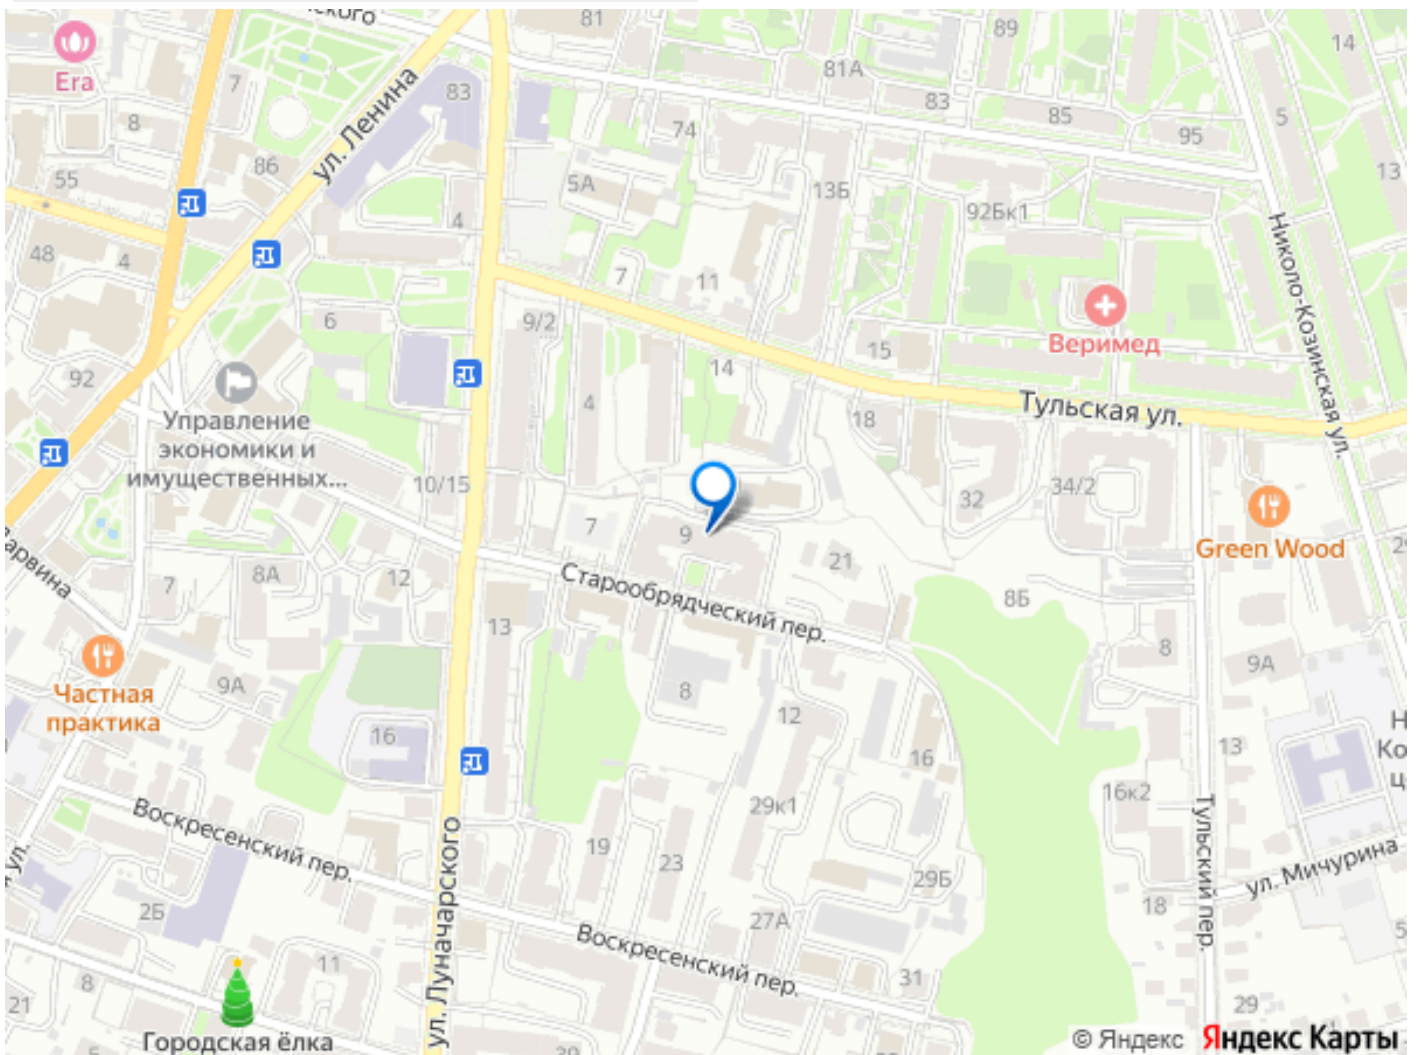 81
89
14
Era
7
83
81А
83
85
95
5
8
ул. Ленина
86
74
13
55
5А
13Б
92Бк1
4
48
4
7
11
Николо-Козинская ул.
6
9/2
15
Веримед
92
14
4
Тульская ул.
18
Управление
экономики и
имущественных...
10/15
32
34/2
7
9
Green Wood
21
7
8А
12
Старообрядческий пер.
8Б
13
8
9А
Частная
практика
9А
8
12
16
16
13
Воскресенский пер.
29к1
16к2
Тульский пер.
ул. Луначарского
19
23
29Б
ул. Мичурина
18
2Б
27А
Воскресенский пер.
11
31
8
21
29
Городская ёлка
© Яндекс Яндекс Карты